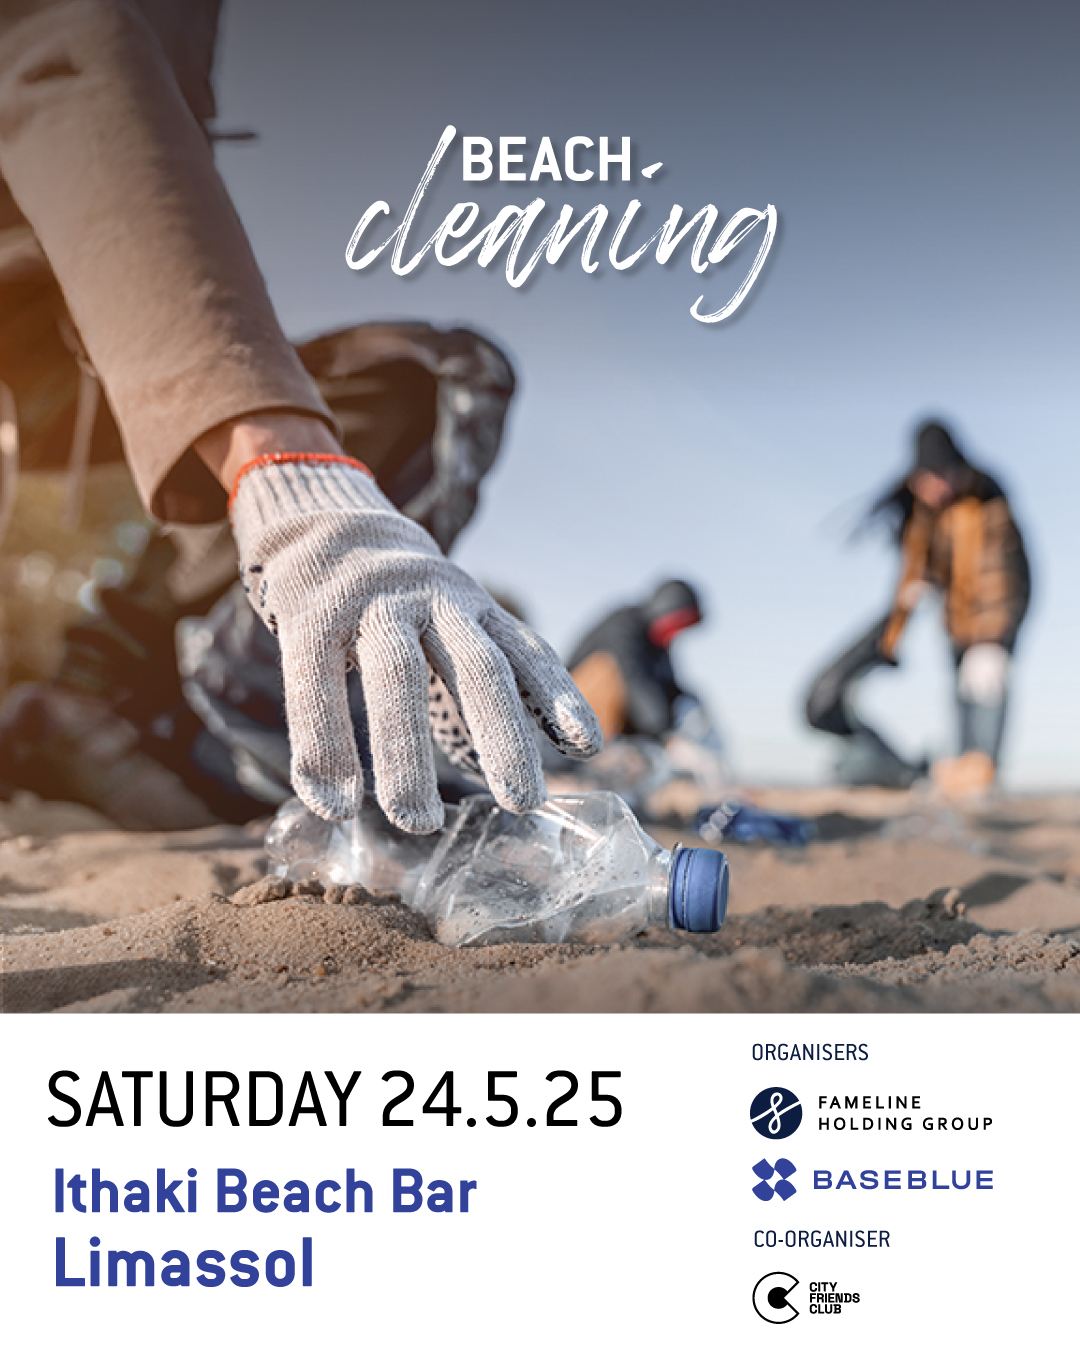 BEACH
cleaning
SATURDAY 24.5.25
Ithaki Beach Bar
Limassol
ORGANISERS
FAMELINE
HOLDING GROUP
BASEBLUE
CO-ORGANISER
CITY
FRIENDS
CLUB